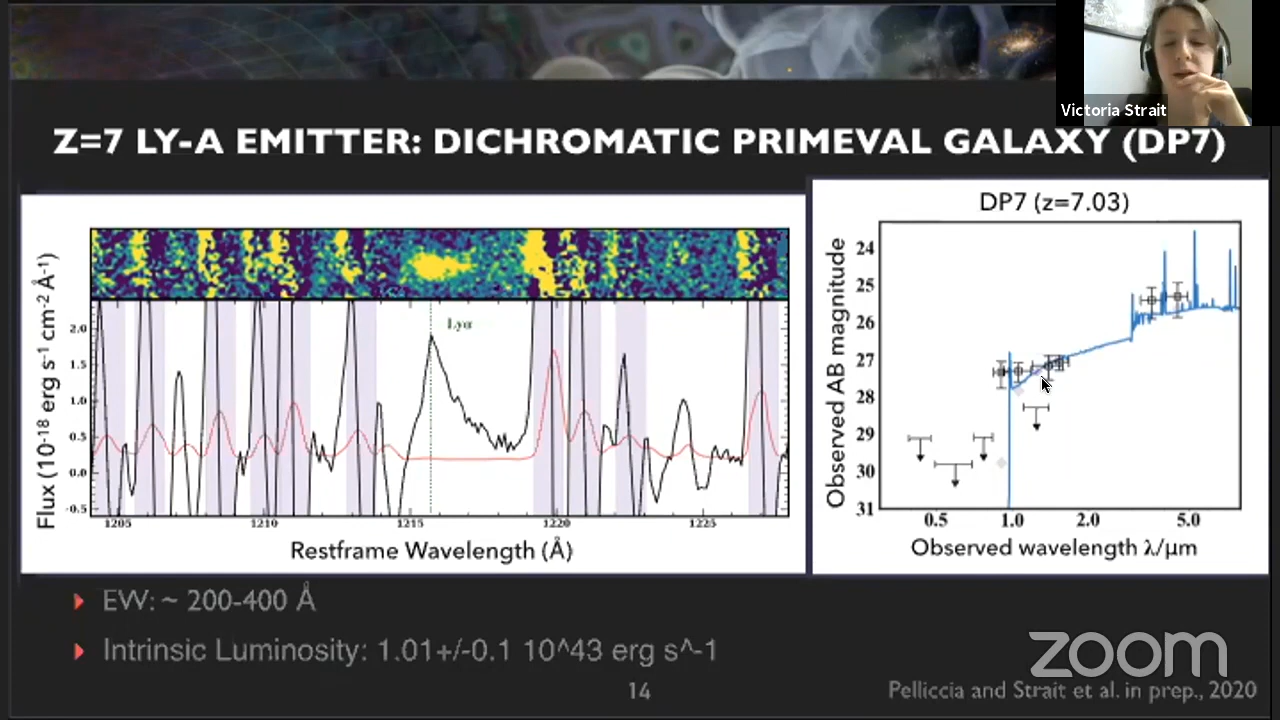 Victoria Strait
Z=7 LY-A EMITTER: DICHROMATIC PRIMEVAL GALAXY (DP7)
Lyα
2.0
1.5
1.0
0.5
0.0
-0.5
1205 1210 1215 1220 1225
Flux (10-18 erg s-1 cm-2 Å-1)
Restframe Wavelength (Å)
DP7 (z=7.03)
24
25
26
27
28
29
30
31
0.5 1.0 2.0 5.0
Observed AB magnitude
Observed wavelength λ/μm
EW: ~ 200-400 Å
Intrinsic Luminosity: 1.01+/-0.1 10^43 erg s^-1
zoom
14
Pelliccia and Strait et al. in prep., 2020